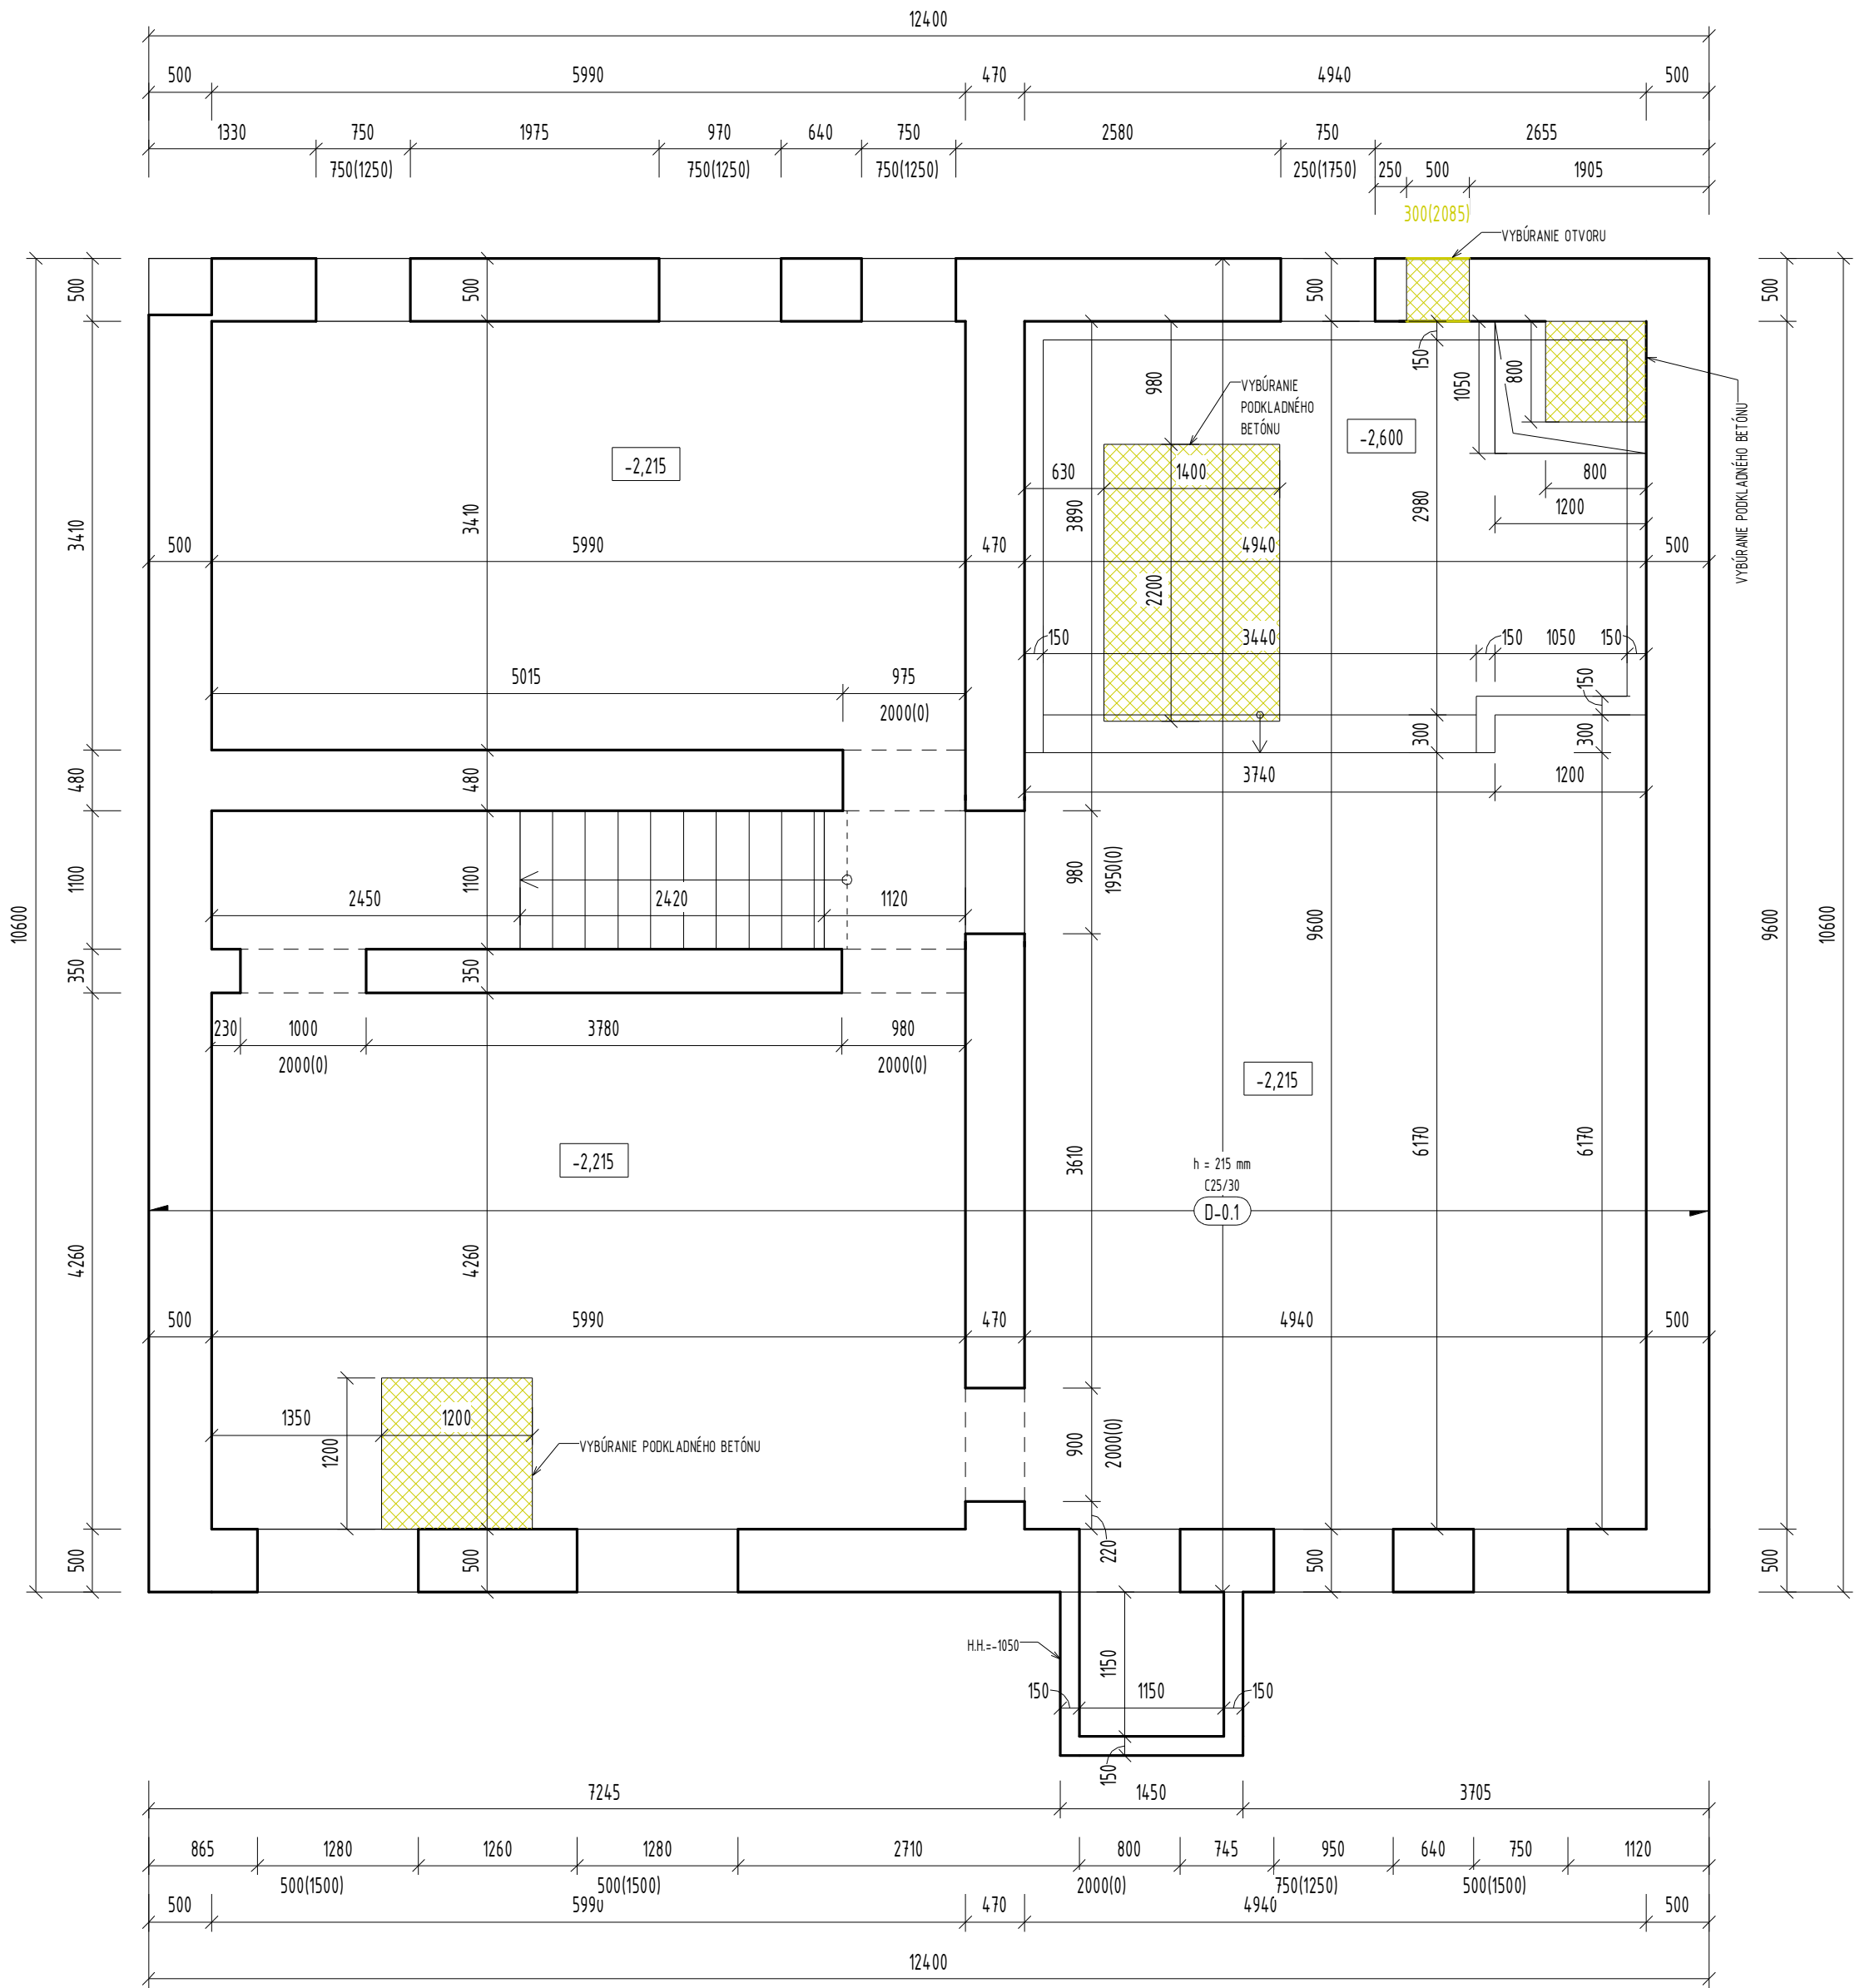 12400
500 5990 470 4940 500
1330 750 1975 970 640 750 2580 750 2655
750(1250) 750(1250) 750(1250) 250(1750) 250 500 1905
300(2085)
VYBÚRANIE OTVORU
500 500 500 500
150
1050
800
980
VYBÚRANIE
PODKLADNÉHO
BETÓNU
VYBÚRANIE PODKLADNÉHO BETÓNU
-2,600
-2,215
630 1400 800
1200
3410 3410 3890 2980
500 5990 470 4940 500
2200
150 3440 150 1050 150
150
5015 975
2000(0)
300 300
480 480
3740 1200
1100 1100
2450 2420 1120
980 1950(0)
10600 9600 9600 10600
350 350
230 1000 3780 980
2000(0) 2000(0)
-2,215
-2,215
3610 6170 6170
h = 215 mm
C25/30
D-0.1
4260 4260
500 5990 470 4940 500
1350 1200
1200
VYBÚRANIE PODKLADNÉHO BETÓNU
900 2000(0)
220
500 500 500 500
H.H.=-1050
1150
150 1150 150
150
7245 1450 3705
865 1280 1260 1280 2710 800 745 950 640 750 1120
500(1500) 500(1500) 2000(0) 750(1250) 500(1500)
500 5990 470 4940 500
12400